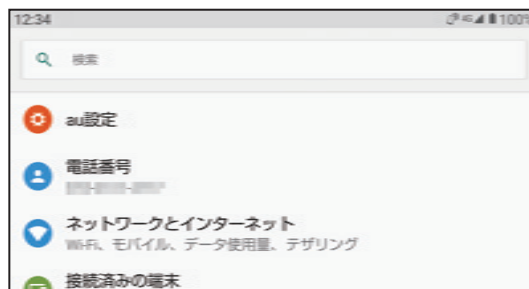 12:34
4G 100%
検索
au設定
電話番号
ネットワークとインターネット
Wi-Fi、モバイル、データ使用量、テザリング
接続済みの端末